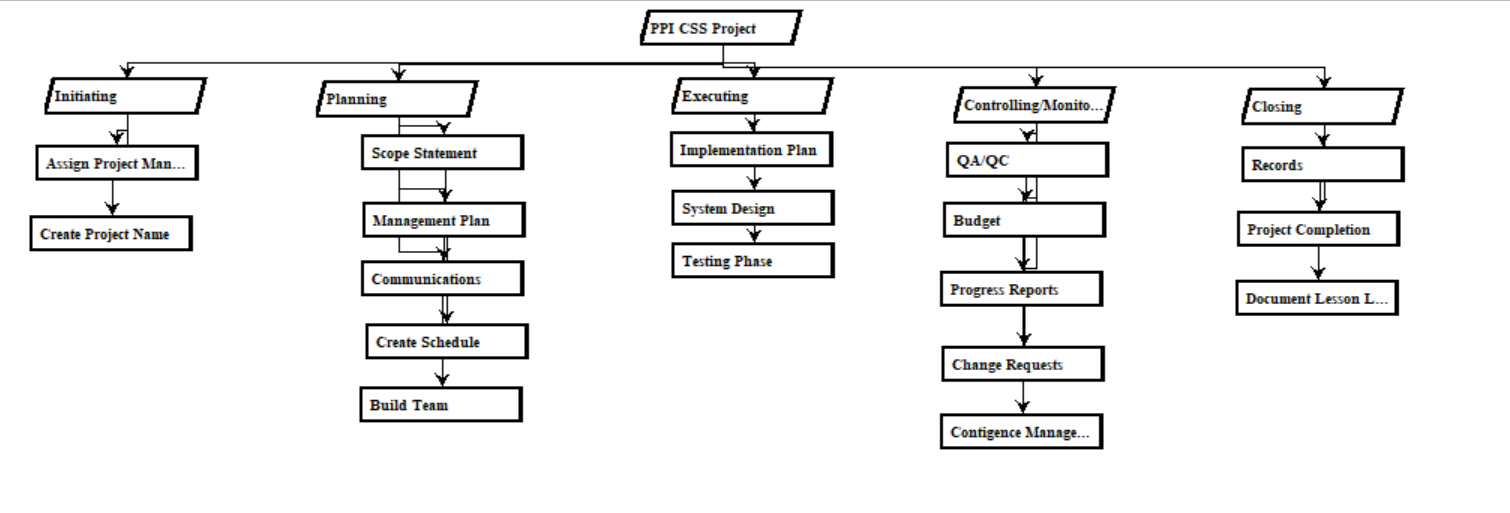 PPI CSS Project
Initiating
Assign Project Man...
Create Project Name
Planning
Scope Statement
Management Plan
Communications
Create Schedule
Build Team
Executing
Implementation Plan
System Design
Testing Phase
Controlling/Monito...
QA/QC
Budget
Progress Reports
Change Requests
Contigence Manage...
Closing
Records
Project Completion
Document Lesson L...